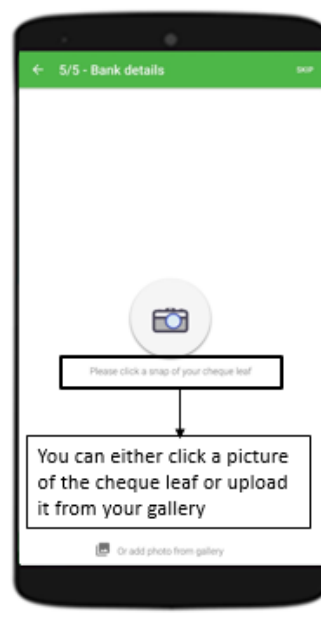 5/5 - Bank details
SKIP
Please click a snap of your cheque leaf
You can either click a picture
of the cheque leaf or upload
it from your gallery
Or add photo from gallery